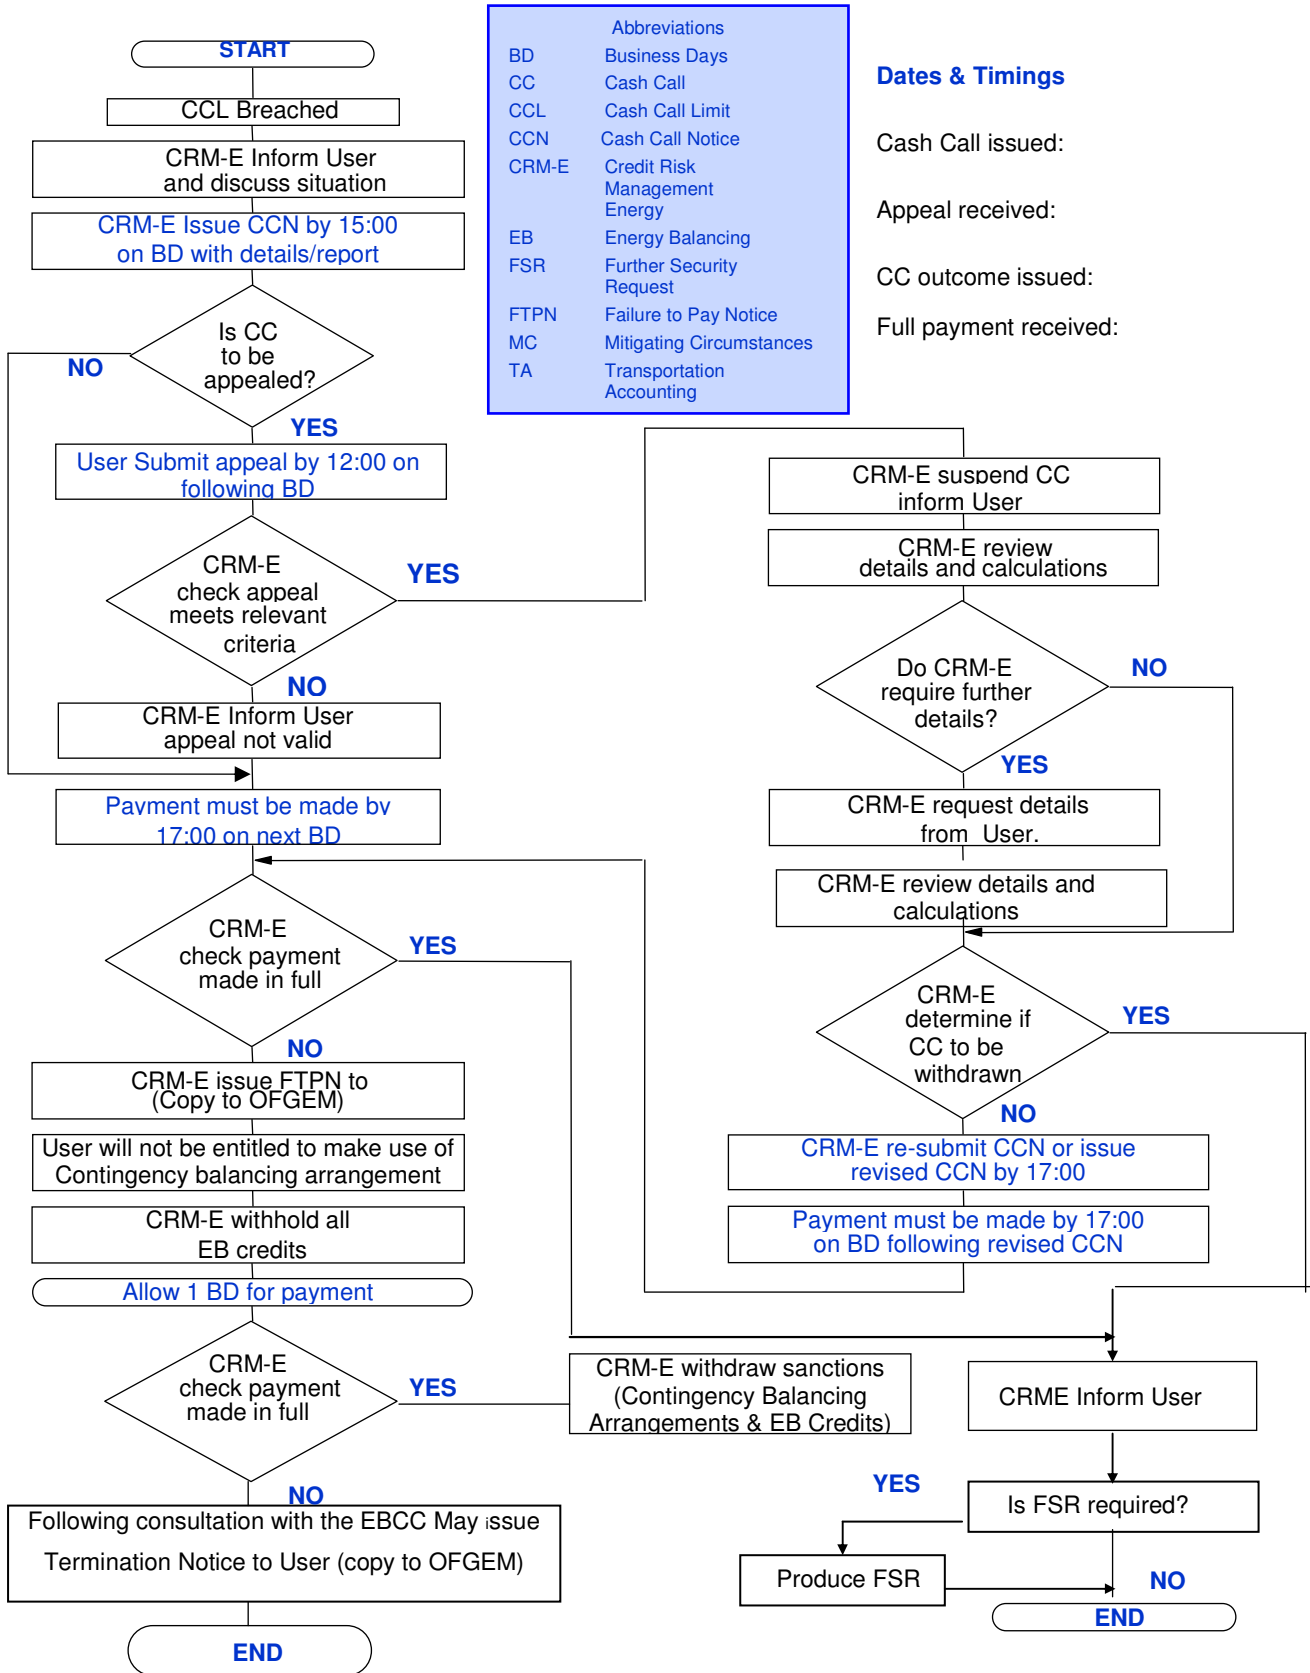 START
CCL Breached
CRM-E Inform User
and discuss situation
CRM-E Issue CCN by 15:00
on BD with details/report
Is CC
to be
appealed?
NO
YES
User Submit appeal by 12:00 on
following BD
CRM-E
check appeal
meets relevant
criteria
YES
NO
CRM-E Inform User
appeal not valid
Payment must be made by
17:00 on next BD
CRM-E
check payment
made in full
YES
NO
CRM-E issue FTPN to
(Copy to OFGEM)
User will not be entitled to make use of
Contingency balancing arrangement
CRM-E withhold all
EB credits
Allow 1 BD for payment
CRM-E
check payment
made in full
YES
NO
Following consultation with the EBCC May issue
Termination Notice to User (copy to OFGEM)
END
Abbreviations
BD Business Days
CC Cash Call
CCL Cash Call Limit
CCN Cash Call Notice
CRM-E Credit Risk
Management
Energy
EB Energy Balancing
FSR Further Security
Request
FTPN Failure to Pay Notice
MC Mitigating Circumstances
TA Transportation
Accounting
Dates & Timings
Cash Call issued:
Appeal received:
CC outcome issued:
Full payment received:
CRM-E suspend CC
inform User
CRM-E review
details and calculations
Do CRM-E
require further
details?
NO
YES
CRM-E request details
from User.
CRM-E review details and
calculations
CRM-E
determine if
CC to be
withdrawn
YES
NO
CRM-E re-submit CCN or issue
revised CCN by 17:00
Payment must be made by 17:00
on BD following revised CCN
CRM-E withdraw sanctions
(Contingency Balancing
Arrangements & EB Credits)
CRME Inform User
YES
Is FSR required?
Produce FSR
NO
END